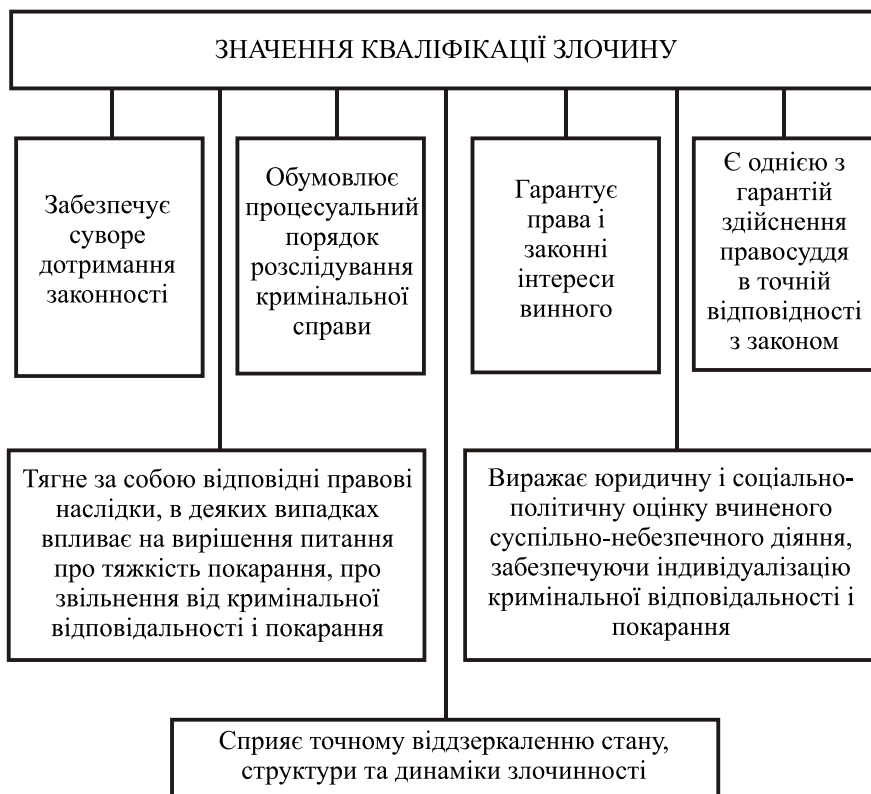 ЗНАЧЕННЯ КВАЛІФІКАЦІЇ ЗЛОЧИНУ
Забезпечує
суворе
дотримання
законності
Обумовлює
процесуальний
порядок
розслідування
кримінальної
справи
Гарантує
права і
законні
інтереси
винного
Є однією з
гарантій
здійснення
правосуддя
в точній
відповідності
з законом
Тягне за собою відповідні правові
наслідки, в деяких випадках
впливає на вирішення питання
про тяжкість покарання, про
звільнення від кримінальної
відповідальності і покарання
Виражає юридичну і соціально-
політичну оцінку вчиненого
суспільно-небезпечного діяння,
забезпечуючи індивідуалізацію
кримінальної відповідальності і
покарання
Сприяє точному віддзеркаленню стану,
структури та динаміки злочинності